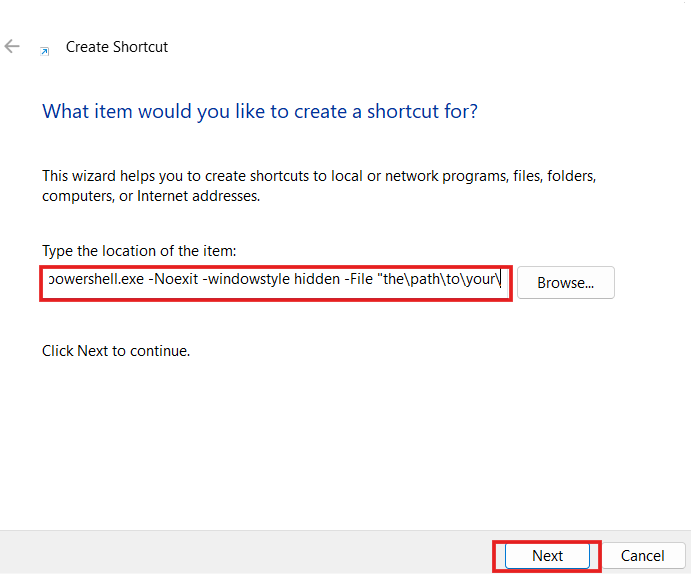 Create Shortcut
What item would you like to create a shortcut for?
This wizard helps you to create shortcuts to local or network programs, files, folders,
computers, or Internet addresses.
Type the location of the item:
powershell.exe -Noexit -windowstyle hidden -File "the\path\to\your\
Browse...
Click Next to continue.
Next
Cancel